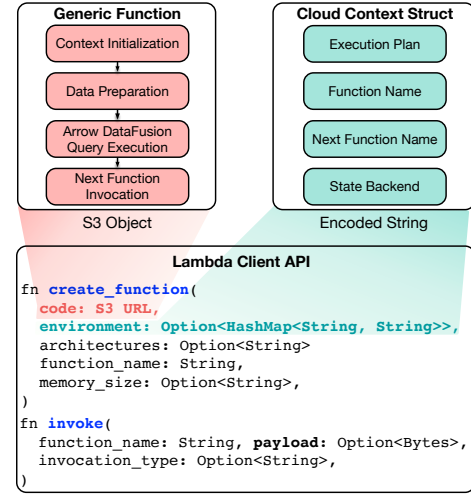 Generic Function
Context Initialization
Data Preparation
Arrow DataFusion
Query Execution
Next Function
Invocation
S3 Object
Cloud Context Struct
Execution Plan
Function Name
Next Function Name
State Backend
Encoded String
Lambda Client API
fn create_function(
code: S3 URL,
environment: Option<HashMap<String, String>>,
architectures: Option<String>
function_name: String,
memory_size: Option<String>,
)
fn invoke(
function_name: String, payload: Option<Bytes>,
invocation_type: Option<String>,
)